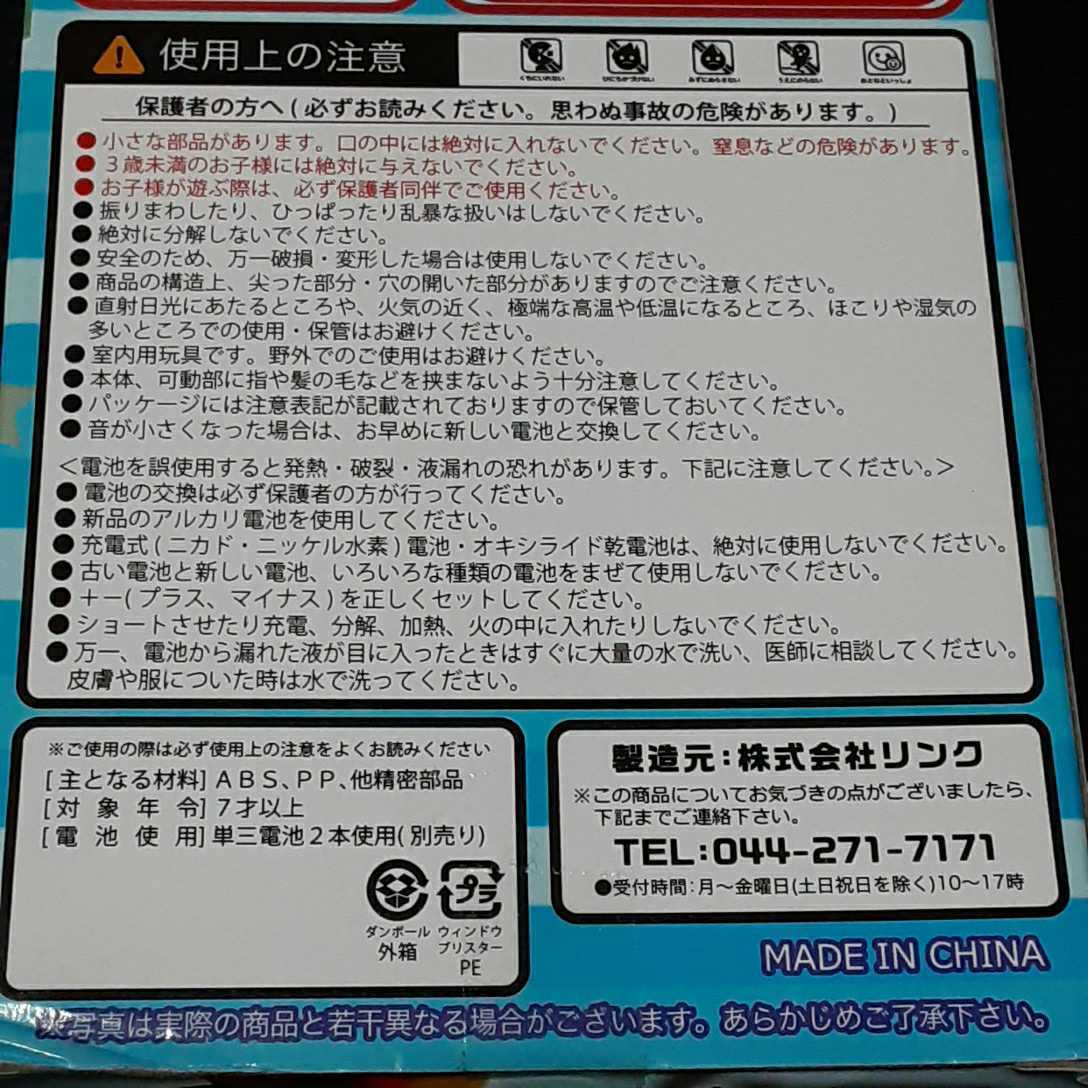 使用上の注意
くちにいれない ひにちかづけない みずにぬらさない うえにのらない おとなといっしょ
保護者の方へ(必ずお読みください。思わぬ事故の危険があります。)
●小さな部品があります。口の中には絶対に入れないでください。窒息などの危険があります。
●3歳未満のお子様には絶対に与えないでください。
●お子様が遊ぶ際は、必ず保護者同伴でご使用ください。
●振りまわしたり、ひっぱったり乱暴な扱いはしないでください。
●絶対に分解しないでください。
●安全のため、万一破損・変形した場合は使用しないでください。
●商品の構造上、尖った部分・穴の開いた部分がありますのでご注意ください。
●直射日光にあたるところや、火気の近く、極端な高温や低温になるところ、ほこりや湿気の
多いところでの使用・保管はお避けください。
●室内用玩具です。野外でのご使用はお避けください。
●本体、可動部に指や髪の毛などを挟まないよう十分注意してください。
●パッケージには注意表記が記載されておりますので保管しておいてください。
●音が小さくなった場合は、お早めに新しい電池と交換してください。
<電池を誤使用すると発熱・破裂・液漏れの恐れがあります。下記に注意してください。>
●電池の交換は必ず保護者の方が行ってください。
●新品のアルカリ電池を使用してください。
●充電式(ニカド・ニッケル水素)電池・オキシライド乾電池は、絶対に使用しないでください。
●古い電池と新しい電池、いろいろな種類の電池をまぜて使用しないでください。
●+−(プラス、マイナス)を正しくセットしてください。
●ショートさせたり充電、分解、加熱、火の中に入れたりしないでください。
●万一、電池から漏れた液が目に入ったときはすぐに大量の水で洗い、医師に相談してください。
皮膚や服についた時は水で洗ってください。
※ご使用の際は必ず使用上の注意をよくお読みください
[主となる材料]ABS、PP、他精密部品
[対象年令]7才以上
[電池使用]単三電池2本使用(別売り)
プラ
ダンボール ウィンドウ
外箱 ブリスター
PE
製造元:株式会社リンク
※この商品についてお気づきの点がございましたら、
下記までご連絡下さい。
TEL:044-271-7171
●受付時間:月〜金曜日(土日祝日を除く)10〜17時
MADE IN CHINA
※写真は実際の商品と若干異なる場合がございます。あらかじめご了承下さい。